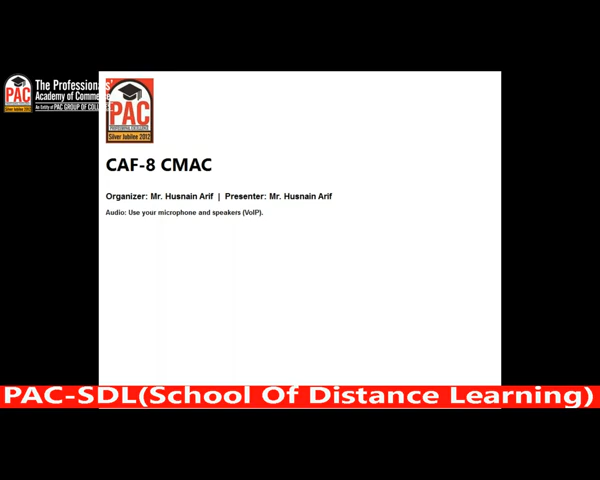 The Professionals'
Academy of Commerce
An Entity of PAC GROUP OF COLL
PAC
Silver Jubilee 2012
PAC
Silver Jubilee 2012
CAF-8 CMAC
Organizer: Mr. Husnain Arif | Presenter: Mr. Husnain Arif
Audio: Use your microphone and speakers (VoIP).
PAC-SDL(School Of Distance Learning)